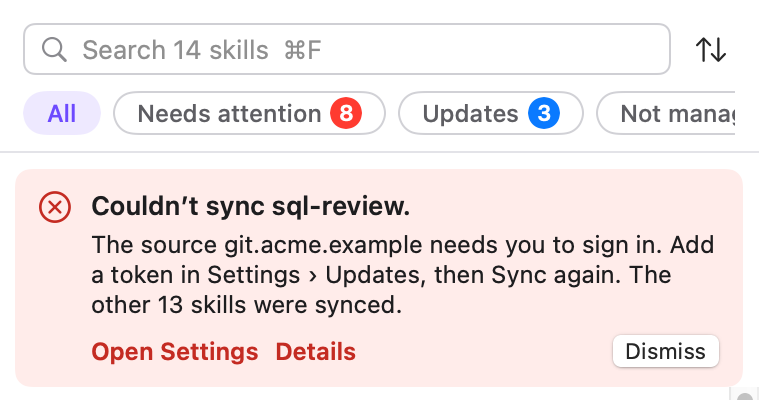 Search 14 skills ⌘F
All Needs attention 8 Updates 3 Not manag
Couldn’t sync sql-review.
The source git.acme.example needs you to sign in. Add
a token in Settings › Updates, then Sync again. The
other 13 skills were synced.
Open Settings Details Dismiss